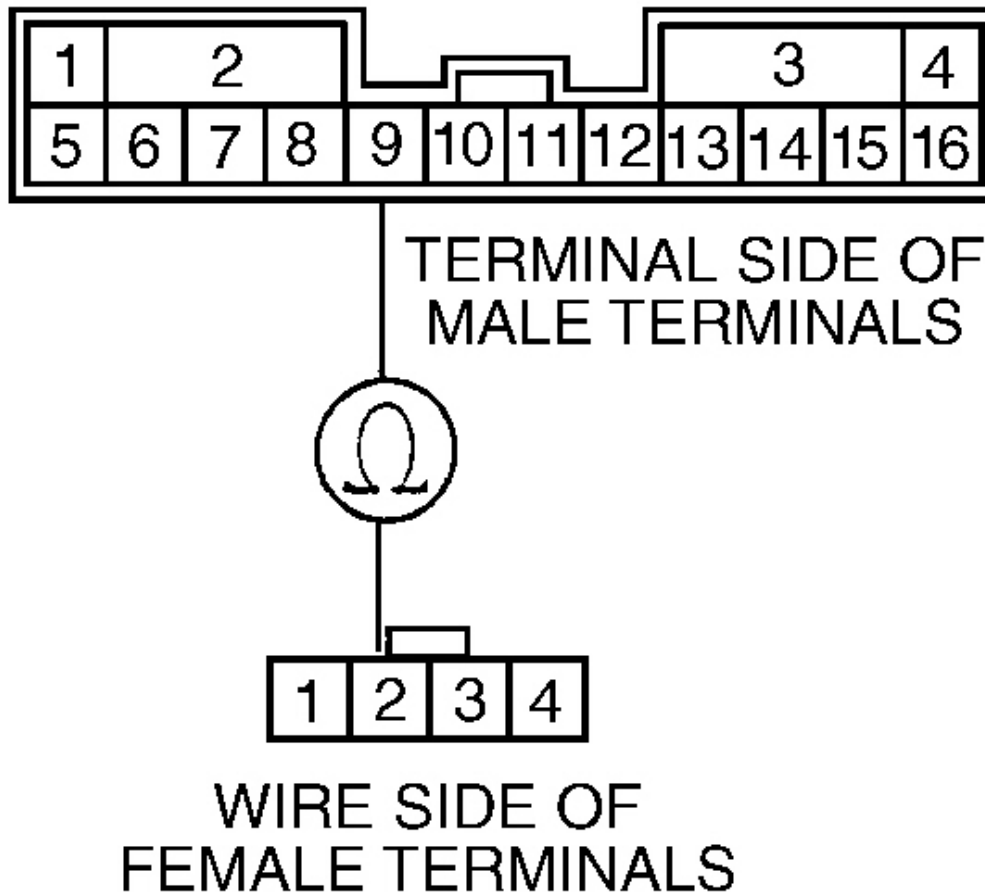 1 2 3 4
5 6 7 8 9 10 11 12 13 14 15 16
TERMINAL SIDE OF
MALE TERMINALS
Ω
1 2 3 4
WIRE SIDE OF
FEMALE TERMINALS